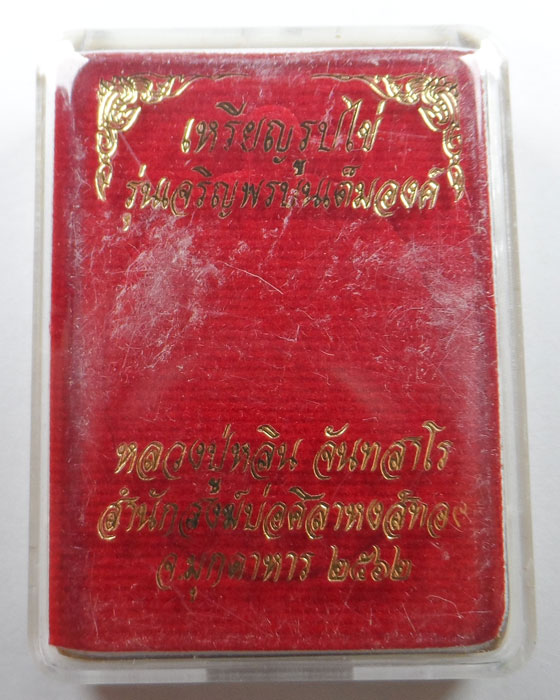 เหรียญรูปไข่
รุ่นเจริญพรบนเต็มองค์
หลวงปู่หลิน จันทสาโร
สำนักสงฆ์บ่อศิลาหงส์ทอง
จ.มุกดาหาร ๒๕๖๒